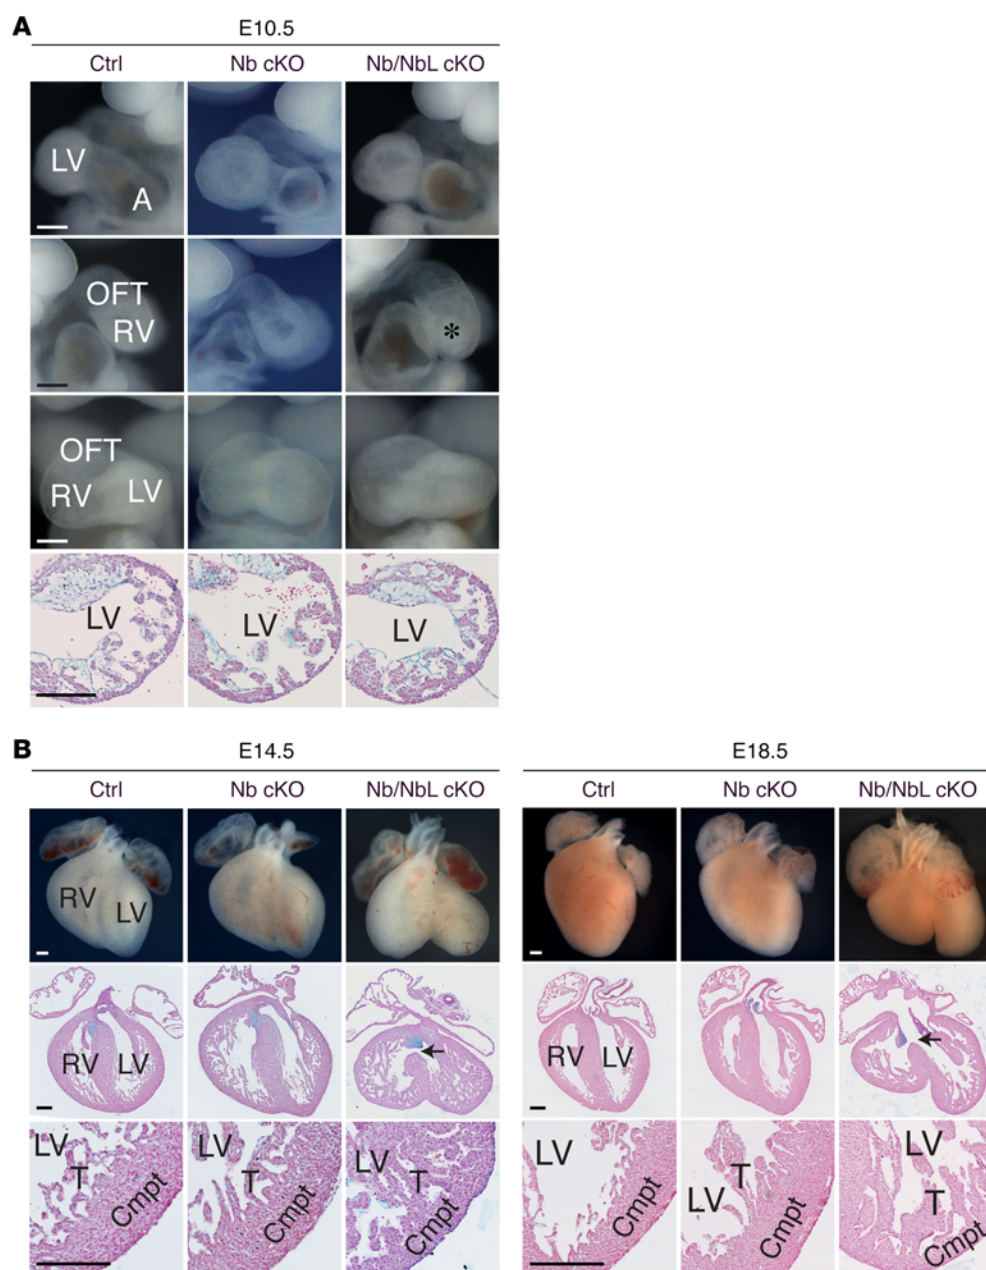 A
E10.5
Ctrl Nb cKO Nb/NbL cKO
LV
A
OFT
RV
*
OFT
RV LV
LV LV LV
B
E14.5 E18.5
Ctrl Nb cKO Nb/NbL cKO Ctrl Nb cKO Nb/NbL cKO
RV LV
RV LV RV LV
LV T Cmpt LV T Cmpt LV T Cmpt LV Cmpt LV T Cmpt LV T Cmpt